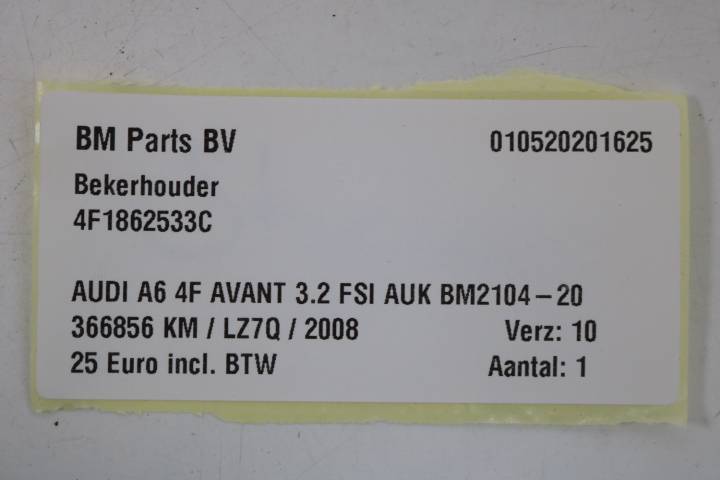 BM Parts BV 010520201625
Bekerhouder
4F1862533C
AUDI A6 4F AVANT 3.2 FSI AUK BM2104-20
366856 KM / LZ7Q / 2008 Verz: 10
25 Euro incl. BTW Aantal: 1